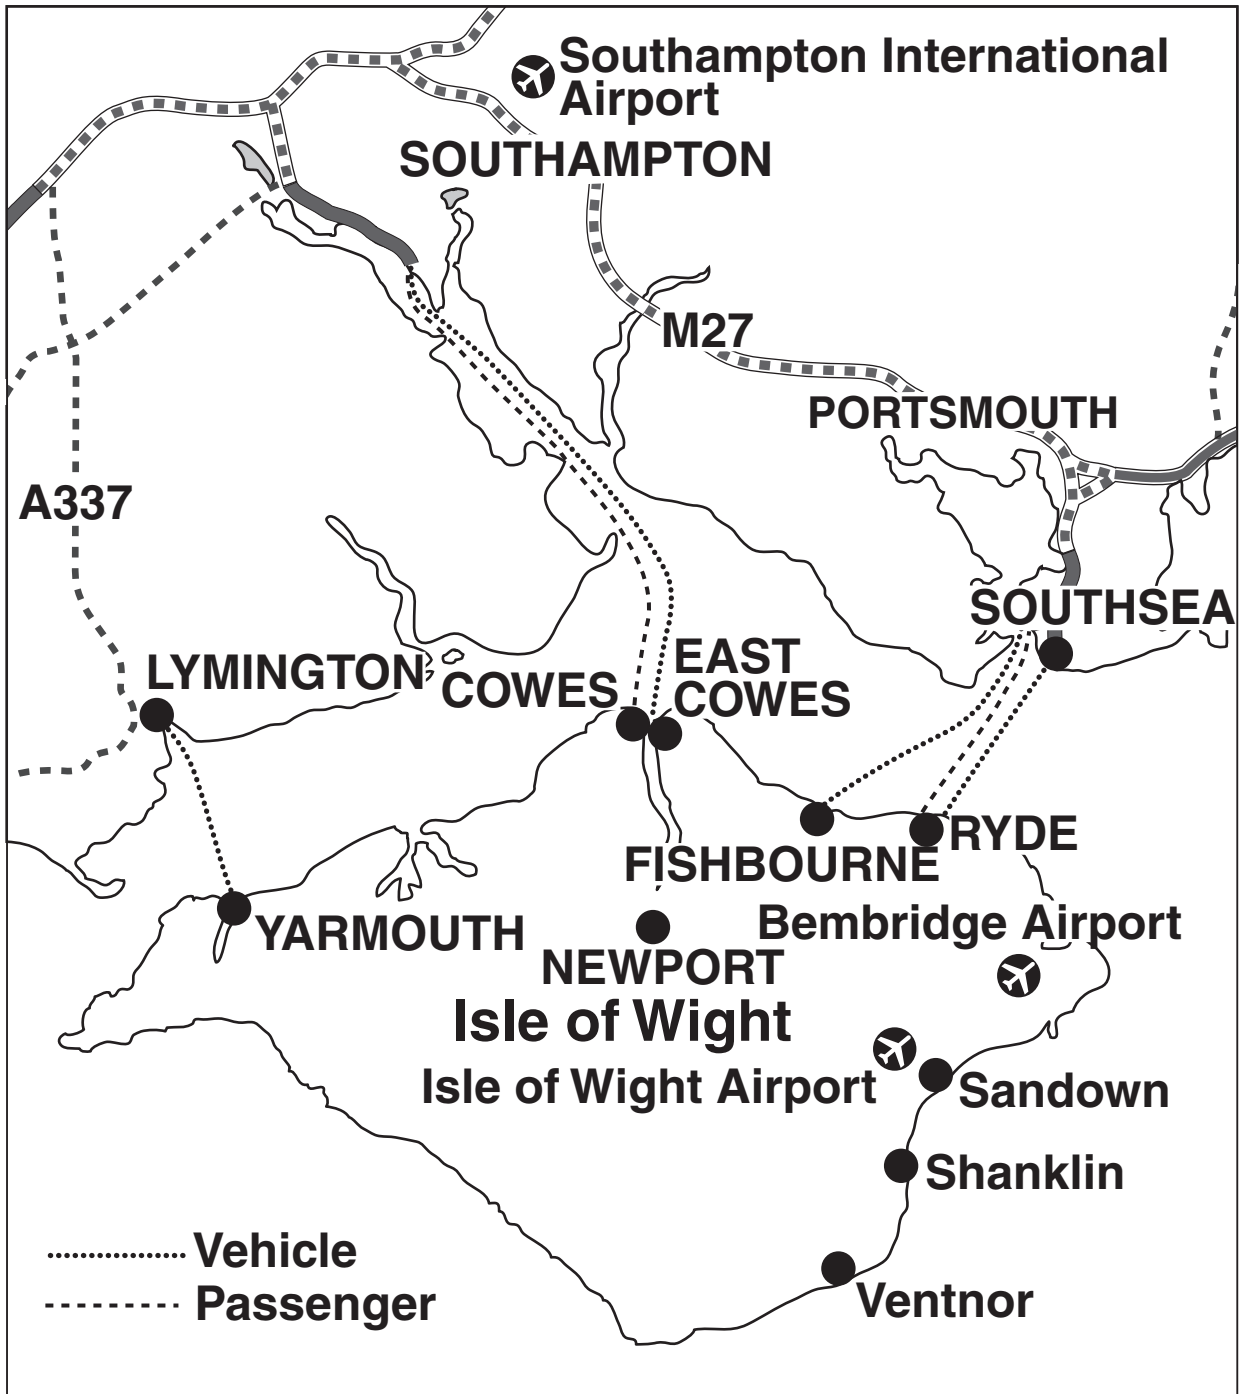 Southampton International
Airport
SOUTHAMPTON
M27
PORTSMOUTH
A337
SOUTHSEA
LYMINGTON
COWES
EAST
COWES
RYDE
FISHBOURNE
YARMOUTH
Bembridge Airport
NEWPORT
Isle of Wight
Isle of Wight Airport
Sandown
Shanklin
Vehicle
Passenger
Ventnor